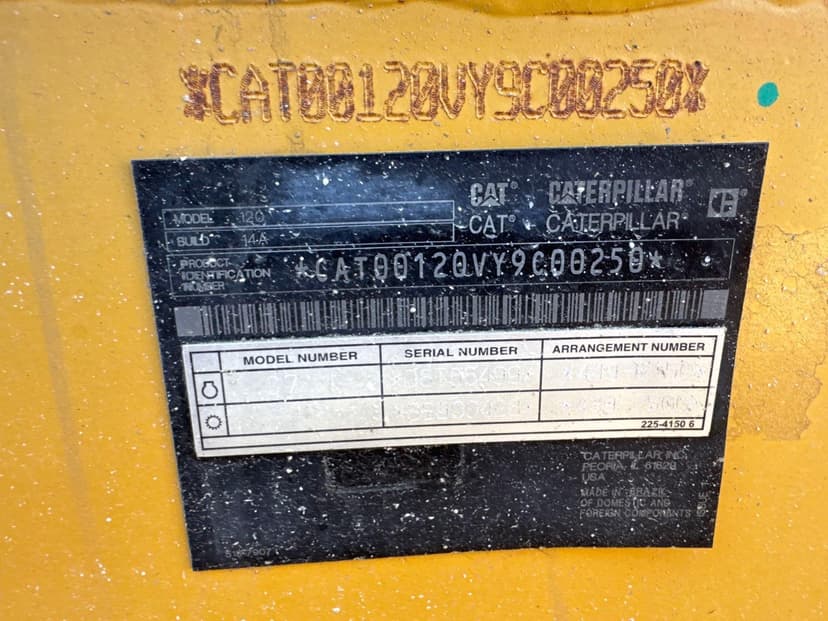 *CAT00120VY9C00250*
CAT® CATERPILLAR®
CAT® CATERPILLAR®
MODEL 120
BUILD 14A
PRODUCT IDENTIFICATION NUMBER *CAT00120VY9C00250*
MODEL NUMBER SERIAL NUMBER ARRANGEMENT NUMBER
225-4150 6
CATERPILLAR INC.
PEORIA, IL 61629
USA
MADE IN BRAZIL
OF DOMESTIC AND
FOREIGN COMPONENTS